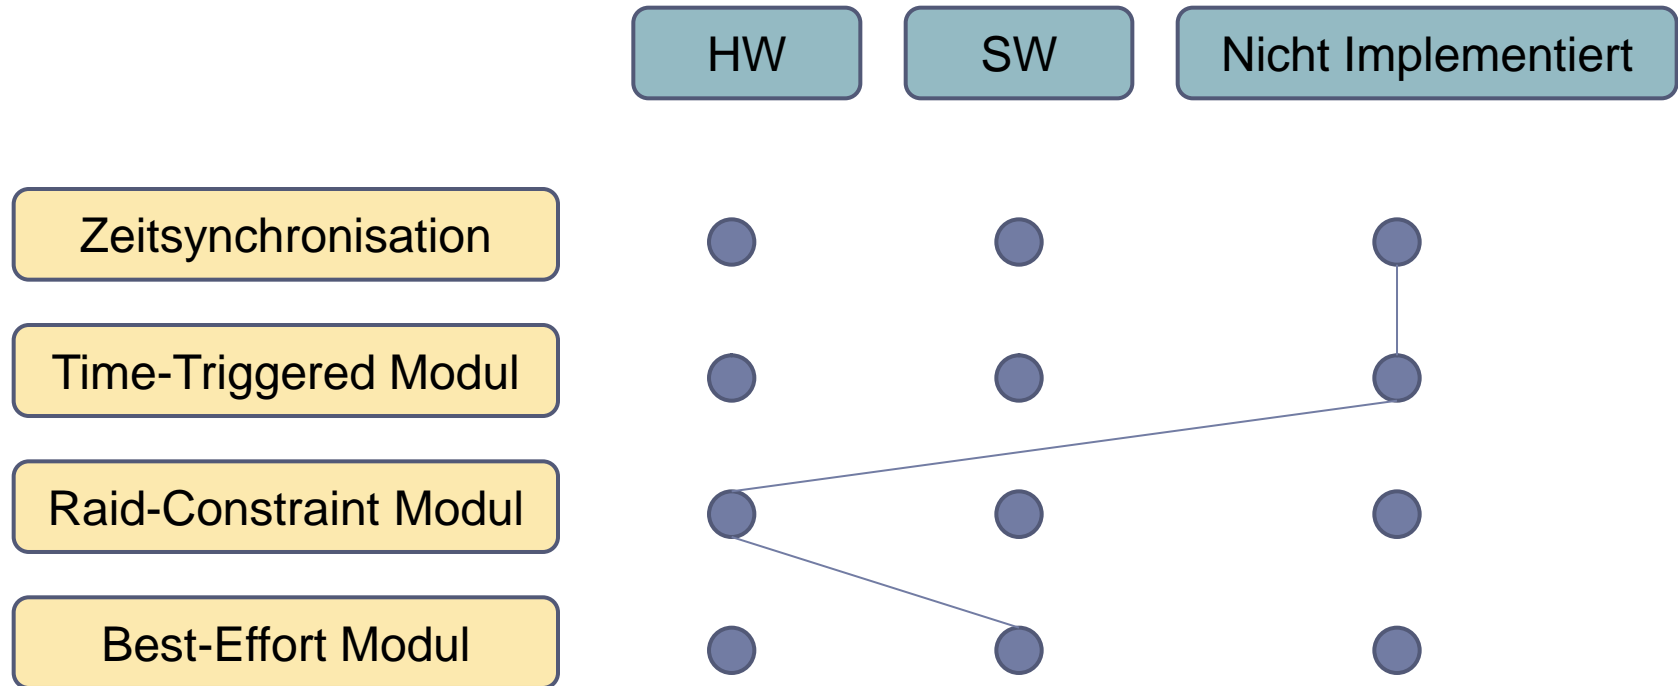 HW
SW
Nicht Implementiert
Zeitsynchronisation
Time-Triggered Modul
Raid-Constraint Modul
Best-Effort Modul